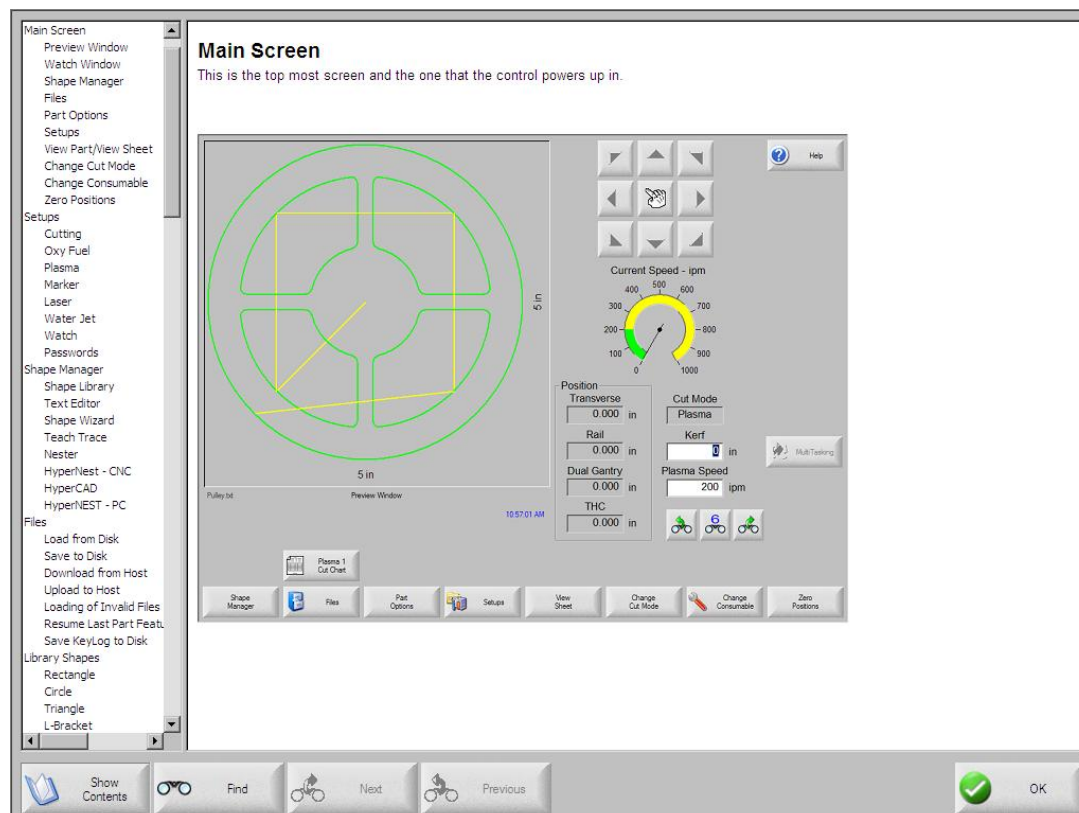 Main Screen
Preview Window
Watch Window
Shape Manager
Files
Part Options
Setups
View Part/View Sheet
Change Cut Mode
Change Consumable
Zero Positions
Setups
Cutting
Oxy Fuel
Plasma
Marker
Laser
Water Jet
Watch
Passwords
Shape Manager
Shape Library
Text Editor
Shape Wizard
Teach Trace
Nester
HyperNest - CNC
HyperCAD
HyperNEST - PC
Files
Load from Disk
Save to Disk
Download from Host
Upload to Host
Loading of Invalid Files
Resume Last Part Featu
Save KeyLog to Disk
Library Shapes
Rectangle
Circle
Triangle
L-Bracket
Main Screen
This is the top most screen and the one that the control powers up in.
5 in
5 in
Pulley.txt
Preview Window
10:57:01 AM
Help
Current Speed - ipm
0
100
200
300
400
500
600
700
800
900
1000
Position
Transverse
0.000 in
Rail
0.000 in
Dual Gantry
0.000 in
THC
0.000 in
Cut Mode
Plasma
Kerf
0 in
Plasma Speed
200 ipm
6
MultiTasking
Plasma 1
Cut Chart
Shape
Manager
Files
Part
Options
Setups
View
Sheet
Change
Cut Mode
Change
Consumable
Zero
Positions
Show
Contents
Find
Next
Previous
OK